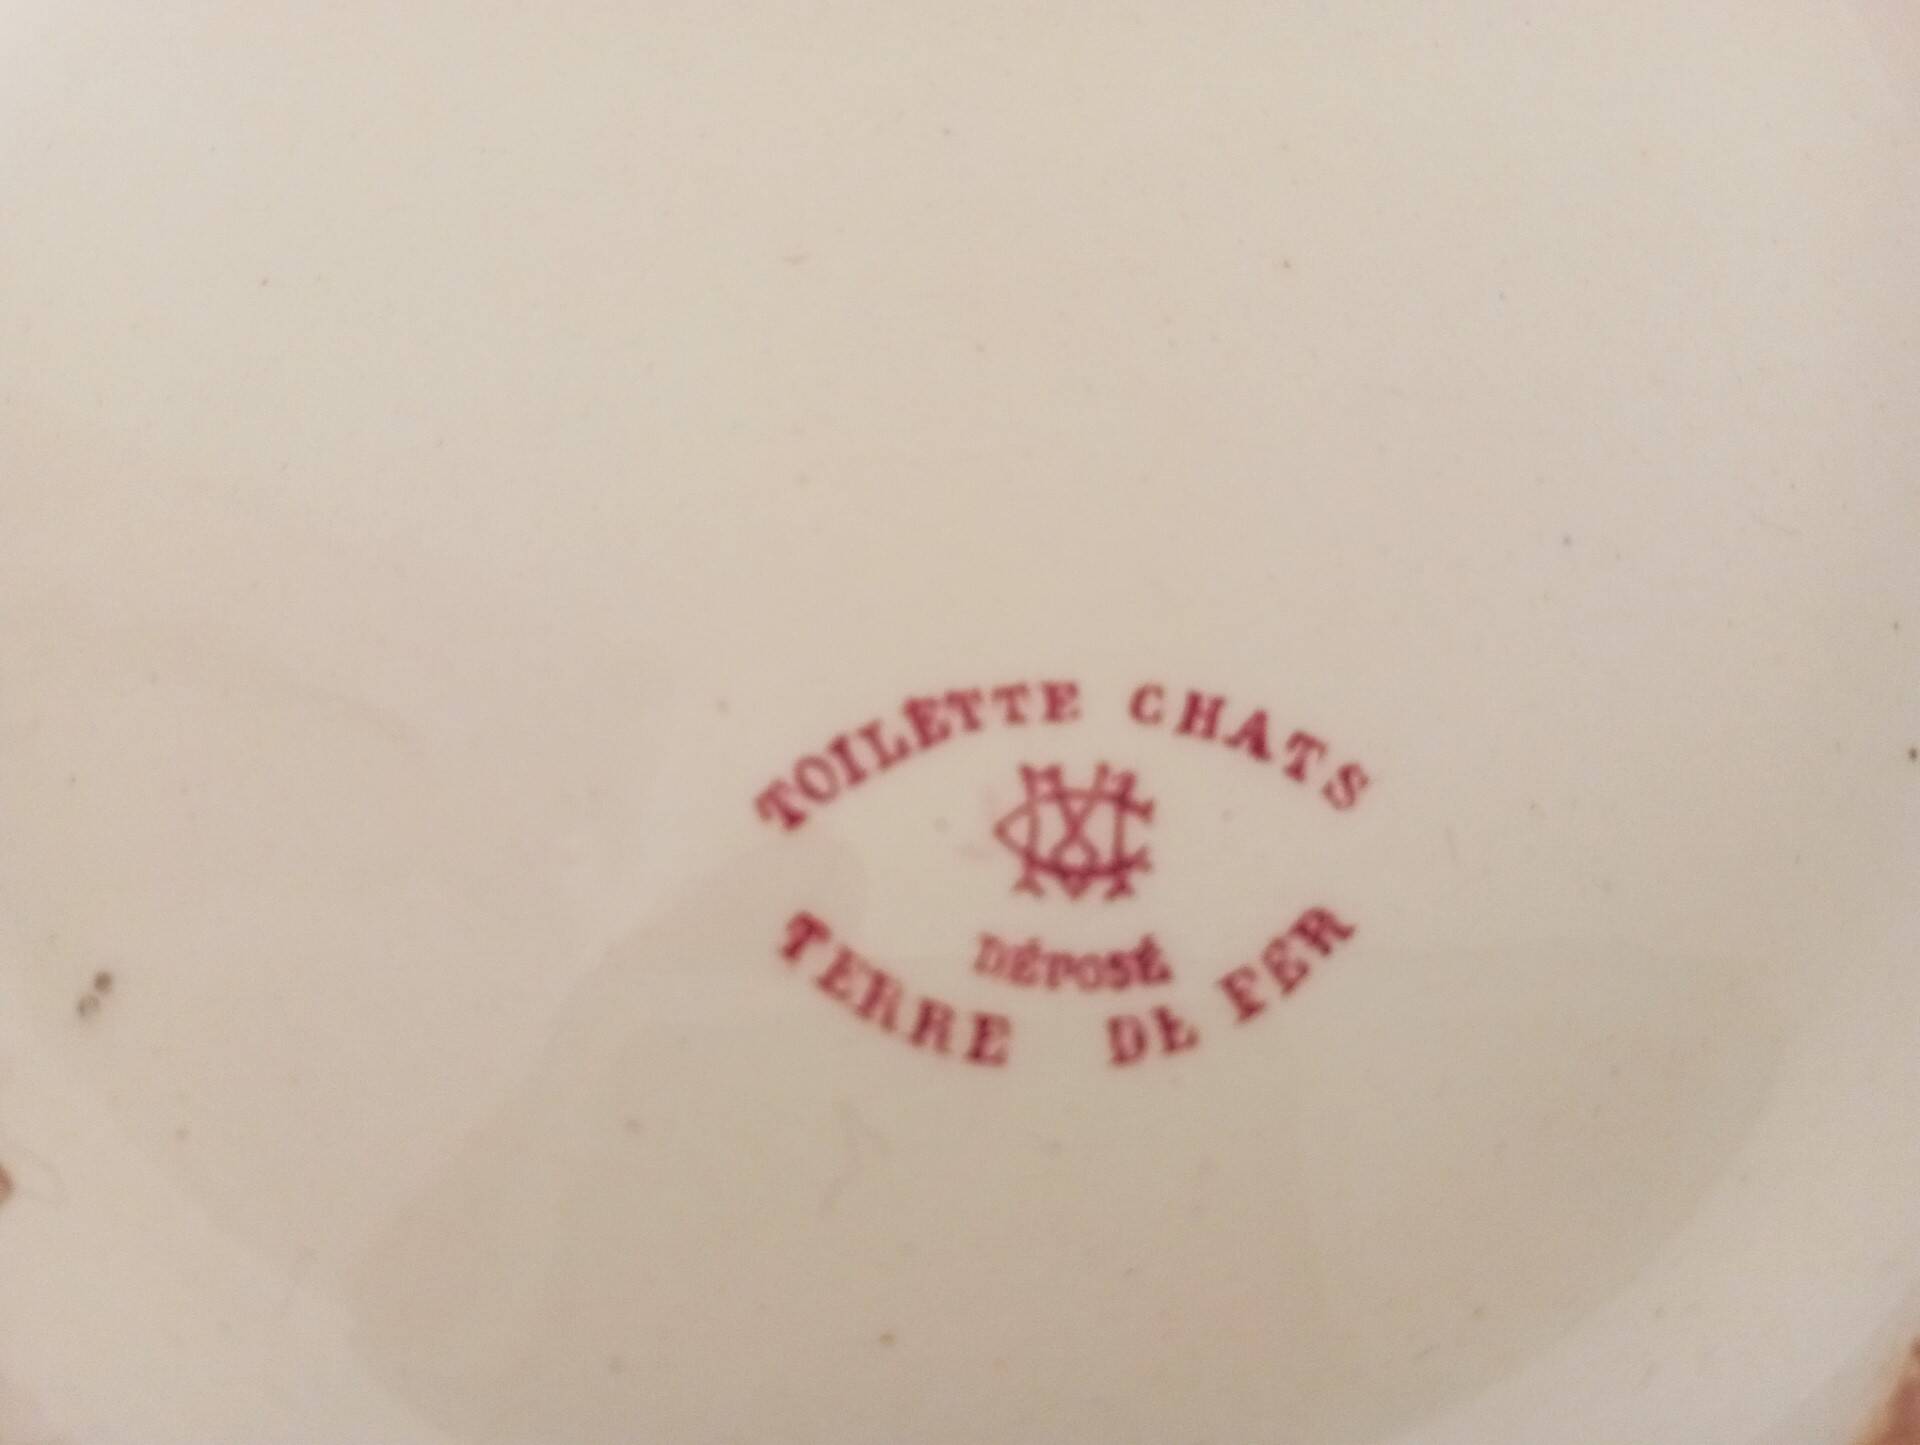 TOILETTE CHATS
DÉPOSÉ
TERRE DE FER